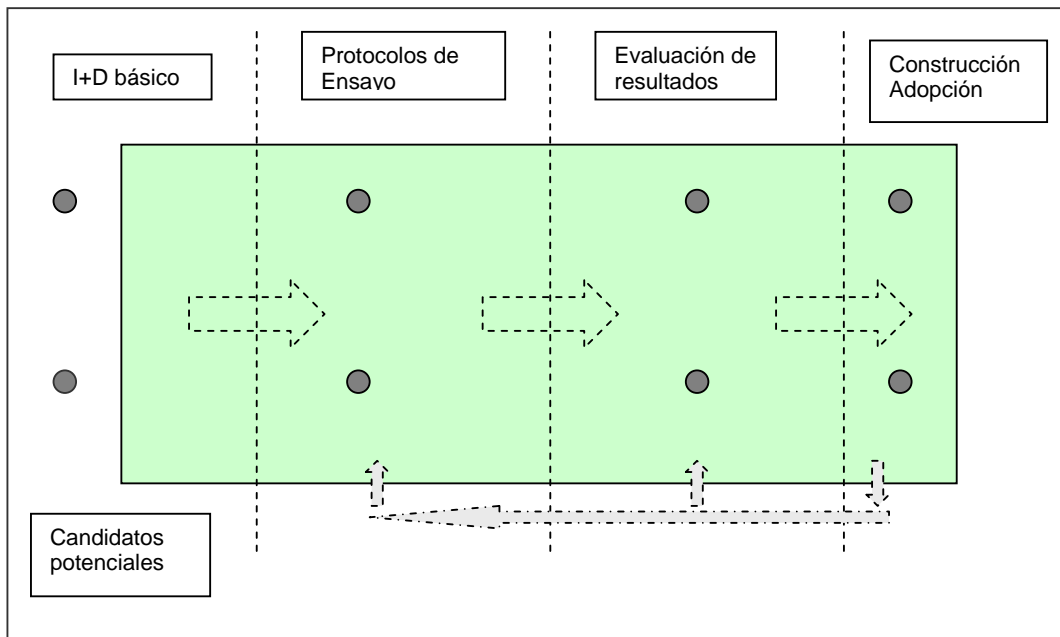 I+D básico
Protocolos de
Ensayo
Evaluación de
resultados
Construcción
Adopción
Candidatos
potenciales